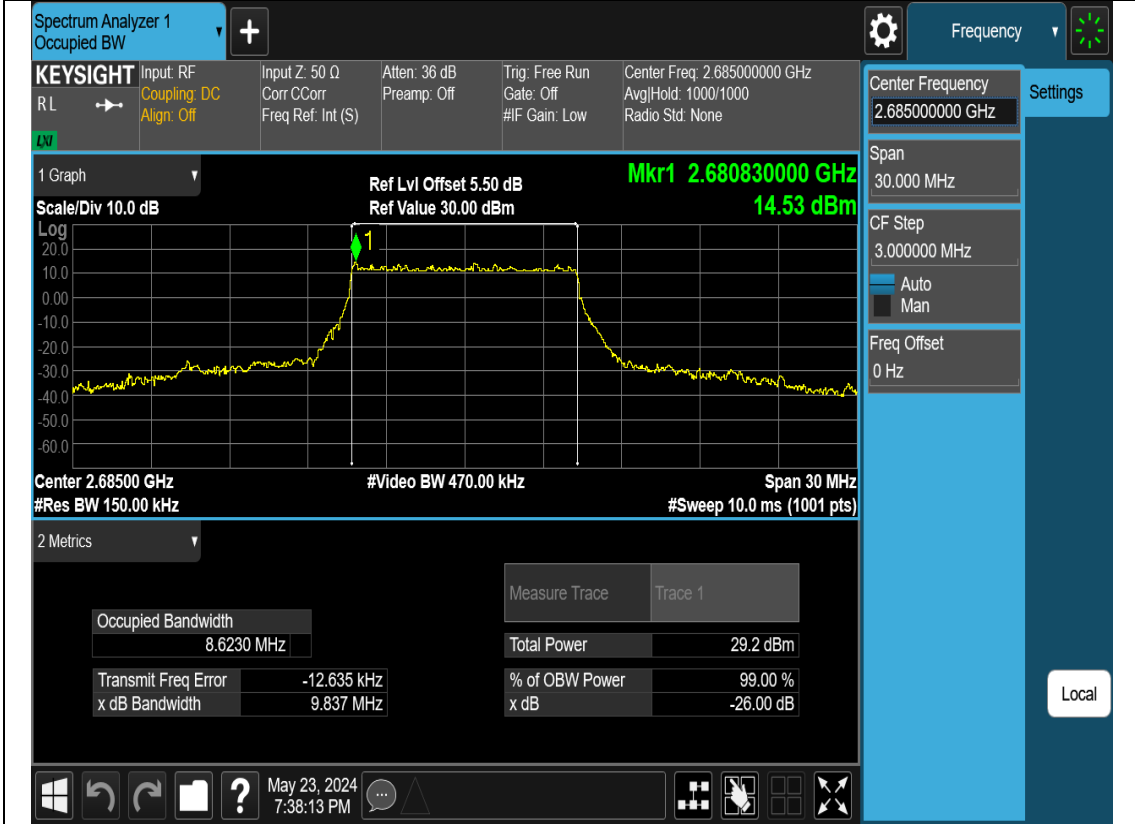 Spectrum Analyzer 1
Occupied BW
+
Frequency
KEYSIGHT
RL
LXI
Input: RF
Coupling: DC
Align: Off
Input Z: 50 Ω
Corr CCorr
Freq Ref: Int (S)
Atten: 36 dB
Preamp: Off
Trig: Free Run
Gate: Off
#IF Gain: Low
Center Freq: 2.685000000 GHz
Avg|Hold: 1000/1000
Radio Std: None
Center Frequency
2.685000000 GHz
Settings
Span
30.000 MHz
CF Step
3.000000 MHz
Auto
Man
Freq Offset
0 Hz
Local
1 Graph
Scale/Div 10.0 dB
Ref Lvl Offset 5.50 dB
Ref Value 30.00 dBm
Mkr1 2.680830000 GHz
14.53 dBm
Log
1
20.0
10.0
0.00
-10.0
-20.0
-30.0
-40.0
-50.0
-60.0
Center 2.68500 GHz
#Video BW 470.00 kHz
Span 30 MHz
#Res BW 150.00 kHz
#Sweep 10.0 ms (1001 pts)
2 Metrics
Measure Trace Trace 1
Occupied Bandwidth
8.6230 MHz
Total Power 29.2 dBm
Transmit Freq Error -12.635 kHz
% of OBW Power 99.00 %
x dB Bandwidth 9.837 MHz
x dB -26.00 dB
?
May 23, 2024
7:38:13 PM